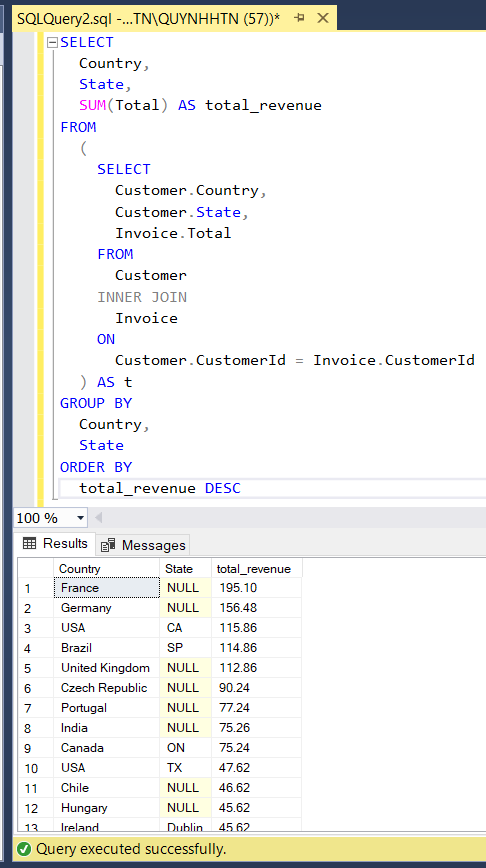 SQLQuery2.sql -...TN\QUYNHHTN (57))*
SELECT
Country,
State,
SUM(Total) AS total_revenue
FROM
(
SELECT
Customer.Country,
Customer.State,
Invoice.Total
FROM
Customer
INNER JOIN
Invoice
ON
Customer.CustomerId = Invoice.CustomerId
) AS t
GROUP BY
Country,
State
ORDER BY
total_revenue DESC
100 %
Results Messages
Country State total_revenue
1 France NULL 195.10
2 Germany NULL 156.48
3 USA CA 115.86
4 Brazil SP 114.86
5 United Kingdom NULL 112.86
6 Czech Republic NULL 90.24
7 Portugal NULL 77.24
8 India NULL 75.26
9 Canada ON 75.24
10 USA TX 47.62
11 Chile NULL 46.62
12 Hungary NULL 45.62
13 Ireland Dublin 45.62
Query executed successfully.